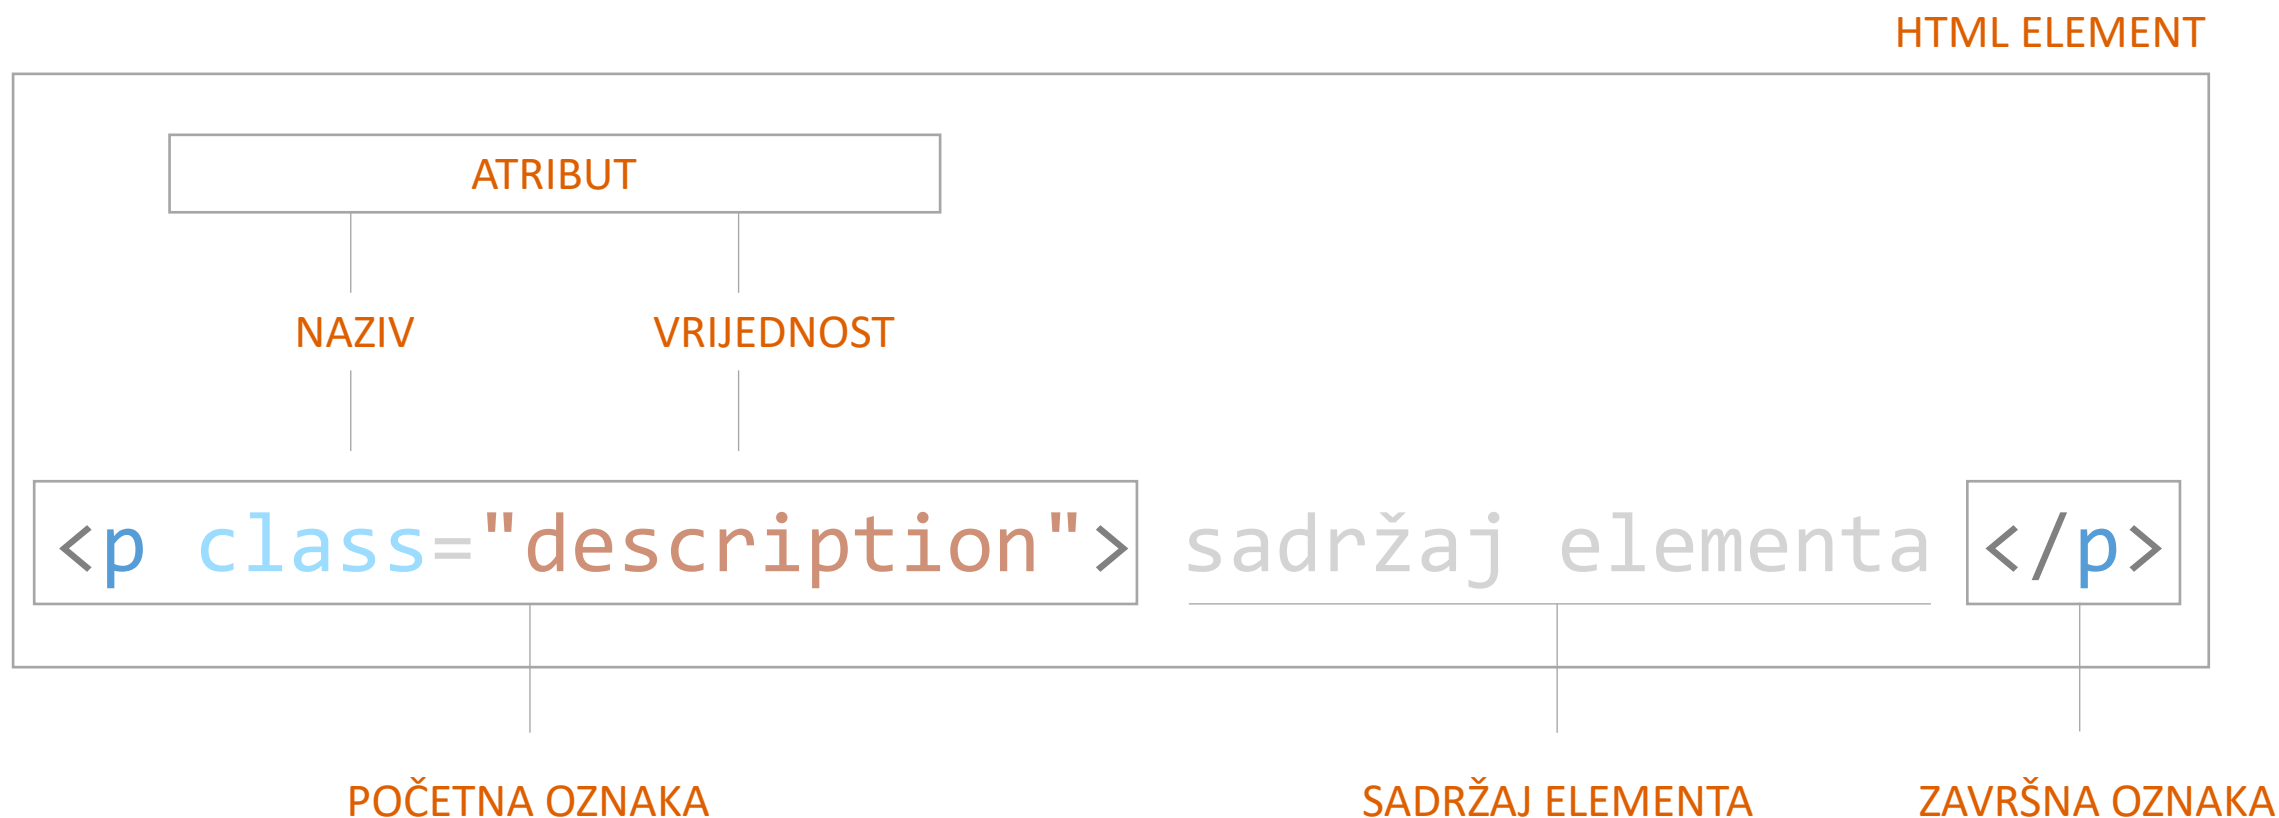 HTML ELEMENT
ATRIBUT
NAZIV VRIJEDNOST
<p class="description"> sadržaj elementa </p>
POČETNA OZNAKA SADRŽAJ ELEMENTA ZAVRŠNA OZNAKA